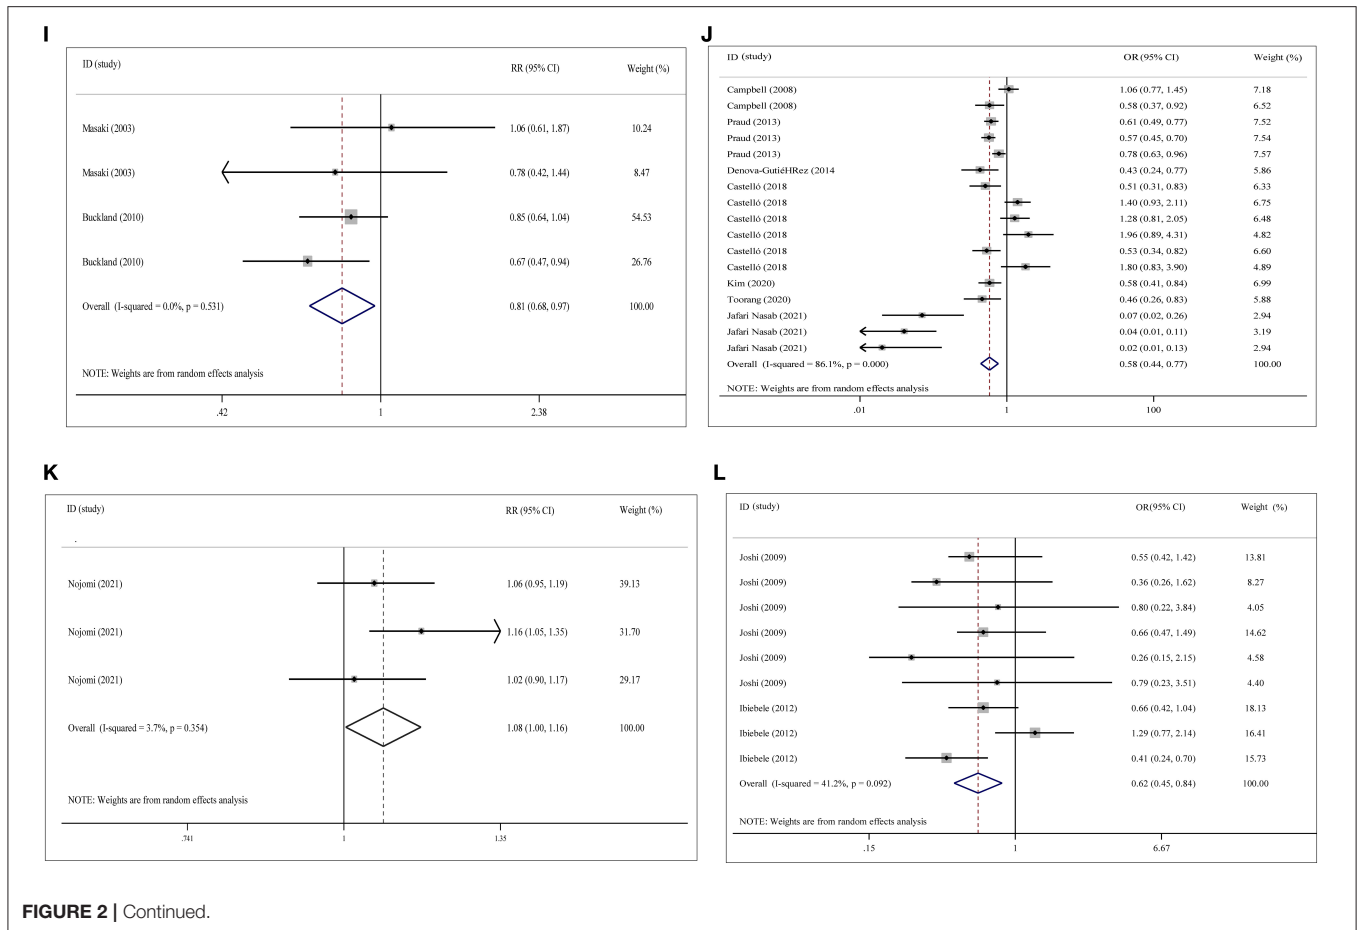 I
ID (study) RR (95% CI) Weight (%)
Masaki (2003) 1.06 (0.61, 1.87) 10.24
Masaki (2003) 0.78 (0.42, 1.44) 8.47
Buckland (2010) 0.85 (0.64, 1.04) 54.53
Buckland (2010) 0.67 (0.47, 0.94) 26.76
Overall (I-squared = 0.0%, p = 0.531) 0.81 (0.68, 0.97) 100.00
NOTE: Weights are from random effects analysis
.42 1 2.38
J
ID (study) OR (95% CI) Weight (%)
Campbell (2008) 1.06 (0.77, 1.45) 7.18
Campbell (2008) 0.58 (0.37, 0.92) 6.52
Praud (2013) 0.61 (0.49, 0.77) 7.52
Praud (2013) 0.57 (0.45, 0.70) 7.54
Praud (2013) 0.78 (0.63, 0.96) 7.57
Denova-GutiéHRez (2014 0.43 (0.24, 0.77) 5.86
Castelló (2018 0.51 (0.31, 0.83) 6.33
Castelló (2018 1.40 (0.93, 2.11) 6.75
Castelló (2018 1.28 (0.81, 2.05) 6.48
Castelló (2018 1.96 (0.89, 4.31) 4.82
Castelló (2018 0.53 (0.34, 0.82) 6.60
Castelló (2018 1.80 (0.83, 3.90) 4.89
Kim (2020) 0.58 (0.41, 0.84) 6.99
Toorang (2020) 0.46 (0.26, 0.83) 5.88
Jafari Nasab (2021) 0.07 (0.02, 0.26) 2.94
Jafari Nasab (2021) 0.04 (0.01, 0.11) 3.19
Jafari Nasab (2021) 0.02 (0.01, 0.13) 2.94
Overall (I-squared = 86.1%, p = 0.000) 0.58 (0.44, 0.77) 100.00
NOTE: Weights are from random effects analysis
.01 1 100
K
ID (study) RR (95% CI) Weight (%)
.
Nojomi (2021) 1.06 (0.95, 1.19) 39.13
Nojomi (2021) 1.16 (1.05, 1.35) 31.70
Nojomi (2021) 1.02 (0.90, 1.17) 29.17
Overall (I-squared = 3.7%, p = 0.354) 1.08 (1.00, 1.16) 100.00
NOTE: Weights are from random effects analysis
.741 1 1.35
L
ID (study) OR(95% CI) Weight (%)
Joshi (2009) 0.55 (0.42, 1.42) 13.81
Joshi (2009) 0.36 (0.26, 1.62) 8.27
Joshi (2009) 0.80 (0.22, 3.84) 4.05
Joshi (2009) 0.66 (0.47, 1.49) 14.62
Joshi (2009) 0.26 (0.15, 2.15) 4.58
Joshi (2009) 0.79 (0.23, 3.51) 4.40
Ibiebele (2012) 0.66 (0.42, 1.04) 18.13
Ibiebele (2012) 1.29 (0.77, 2.14) 16.41
Ibiebele (2012) 0.41 (0.24, 0.70) 15.73
Overall (I-squared = 41.2%, p = 0.092) 0.62 (0.45, 0.84) 100.00
NOTE: Weights are from random effects analysis
.15 1 6.67
FIGURE 2 | Continued.